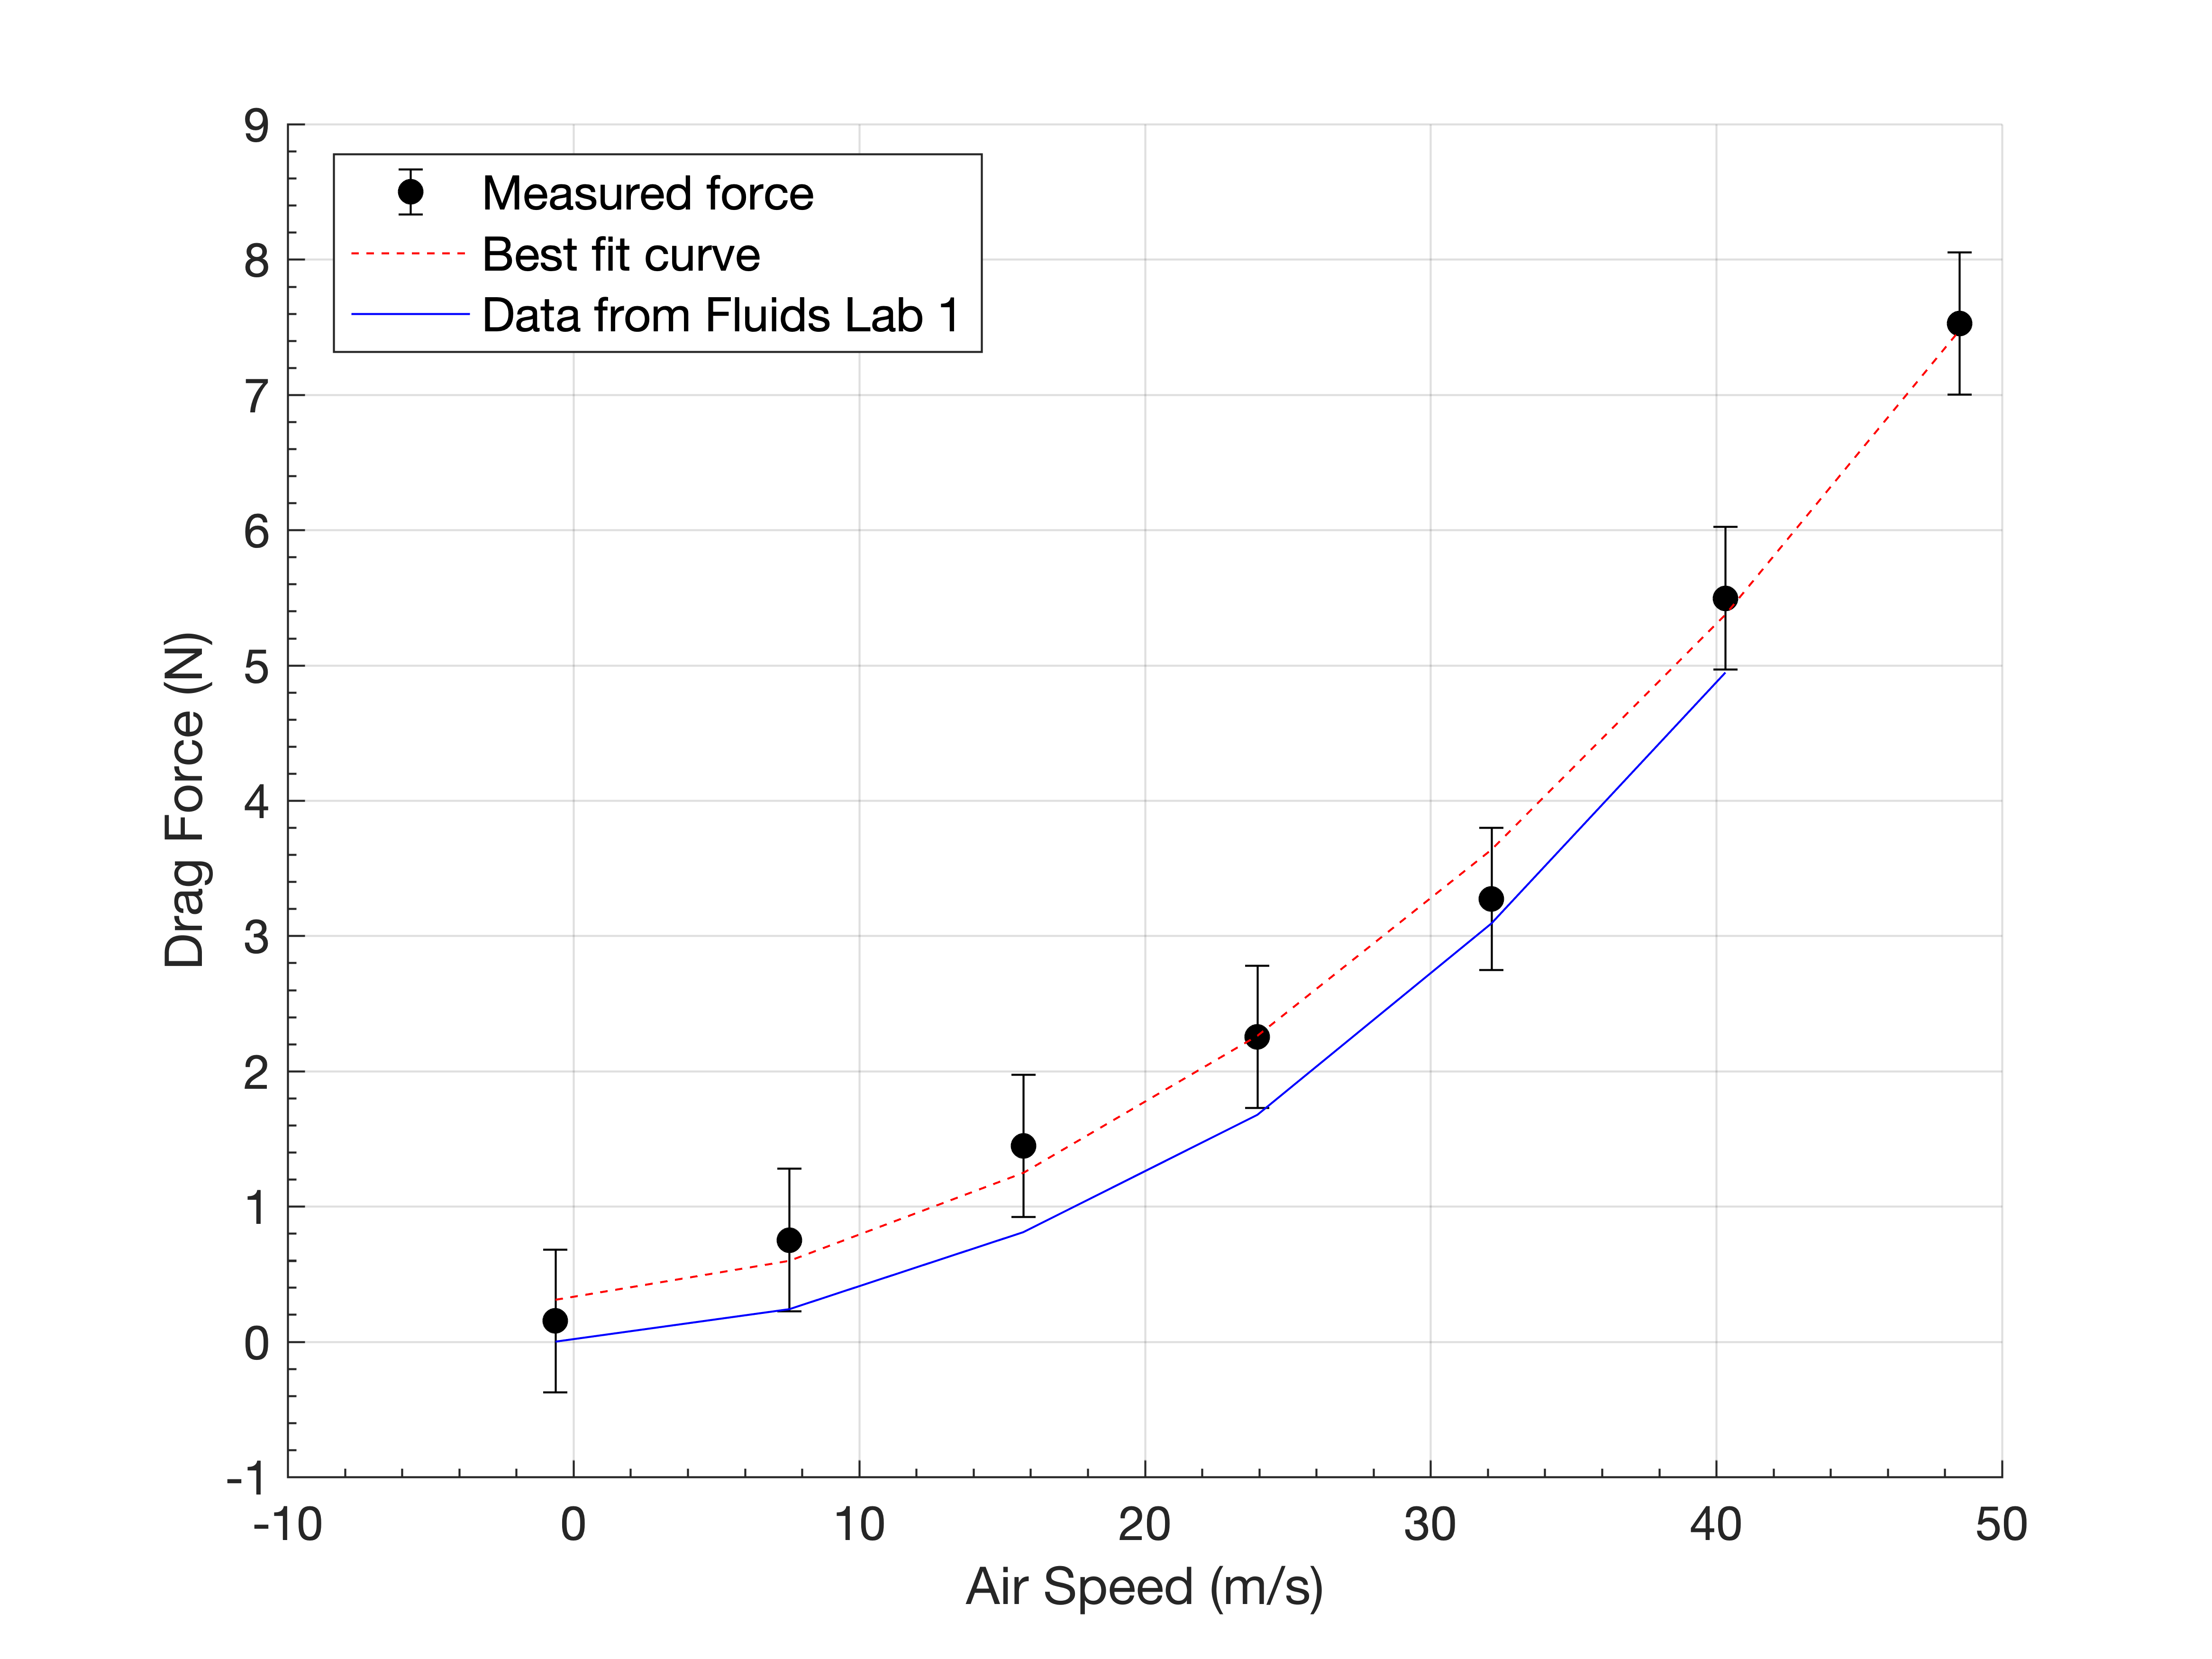 9
Measured force
Best fit curve
Data from Fluids Lab 1
8
7
6
5
4
3
2
1
0
-1
Drag Force (N)
-10 0 10 20 30 40 50
Air Speed (m/s)